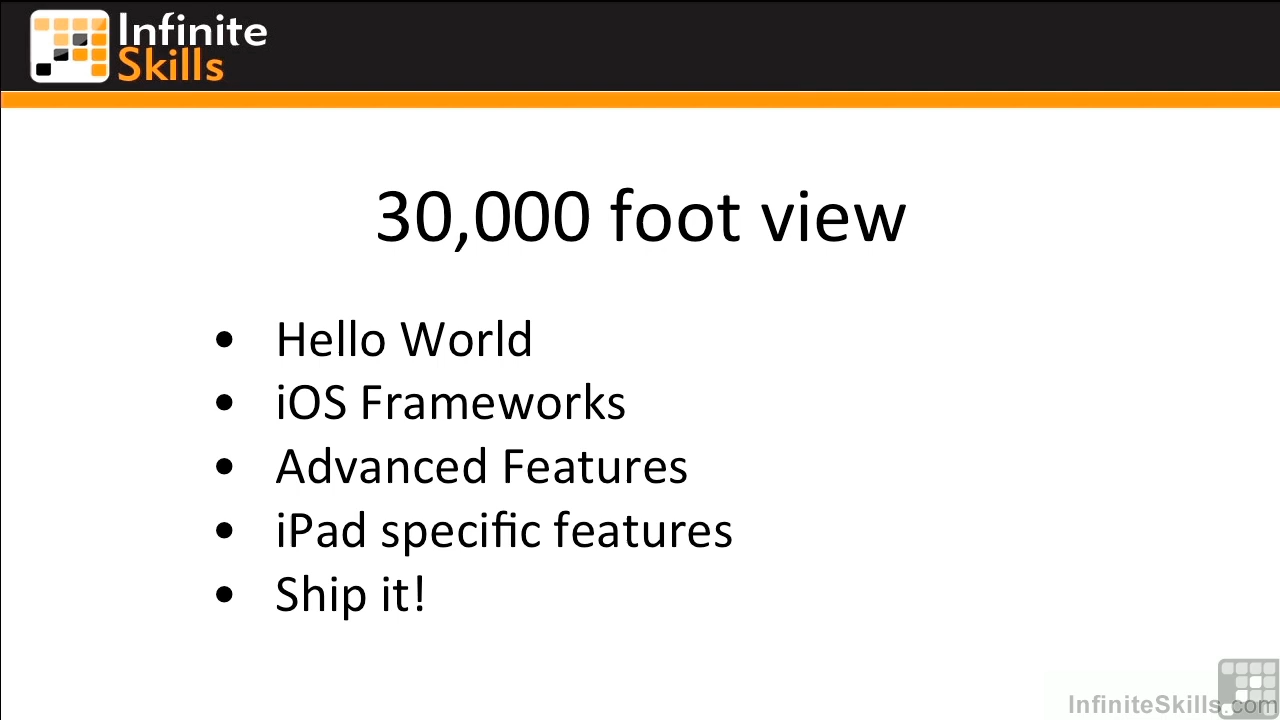 Infinite
Skills
30,000 foot view
• Hello World
• iOS Frameworks
• Advanced Features
• iPad specific features
• Ship it!
InfiniteSkills.com